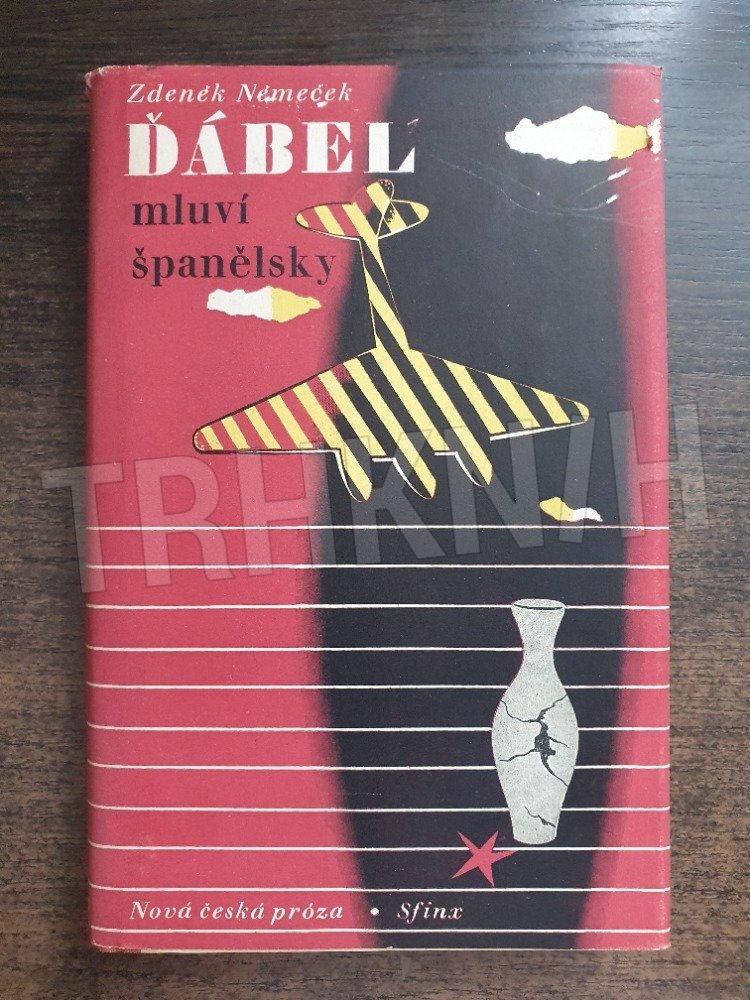 Zdeněk Němeček
ĎÁBEL
mluví
španělsky
TRHKNIH
Nová česká próza • Sfinx